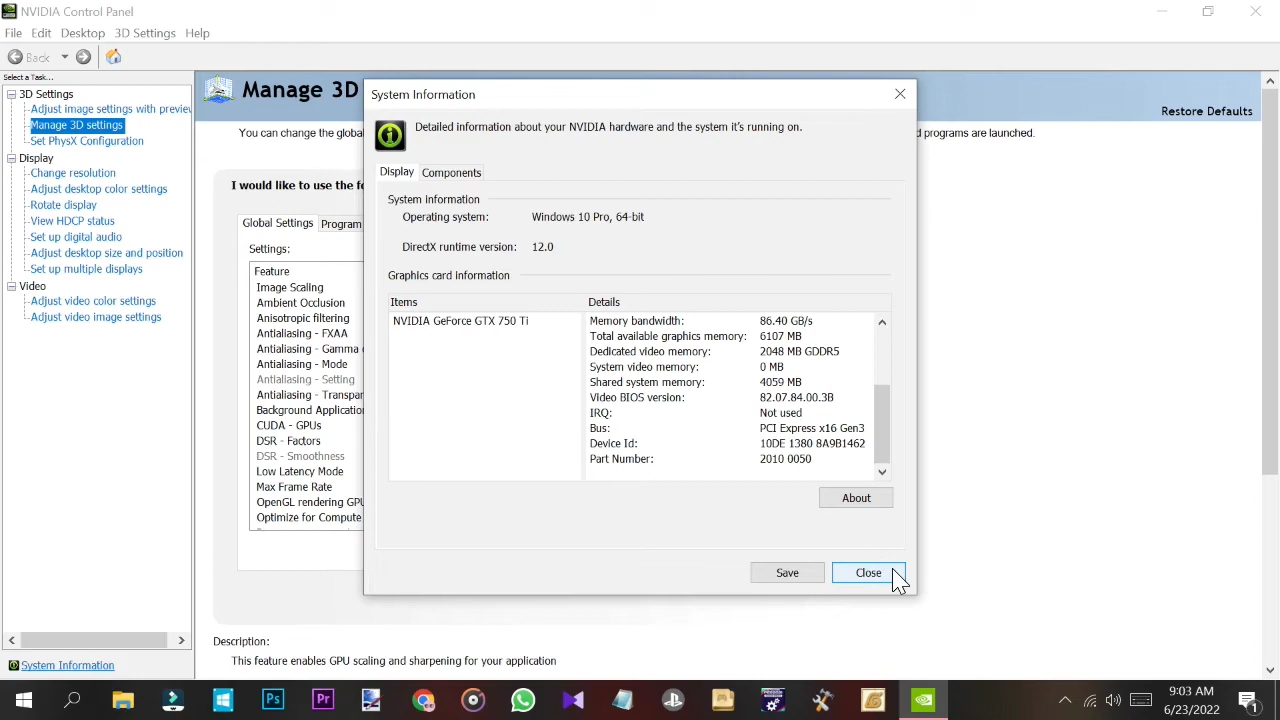 NVIDIA Control Panel
File Edit Desktop 3D Settings Help
Back
Select a Task...
3D Settings
Adjust image settings with preview
Manage 3D settings
Set PhysX Configuration
Display
Change resolution
Adjust desktop color settings
Rotate display
View HDCP status
Set up digital audio
Adjust desktop size and position
Set up multiple displays
Video
Adjust video color settings
Adjust video image settings
System Information
Manage 3D
Restore Defaults
You can change the global
d programs are launched.
I would like to use the fo
Global Settings Program
Settings:
Feature
Image Scaling
Ambient Occlusion
Anisotropic filtering
Antialiasing - FXAA
Antialiasing - Gamma
Antialiasing - Mode
Antialiasing - Setting
Antialiasing - Transpar
Background Application
CUDA - GPUs
DSR - Factors
DSR - Smoothness
Low Latency Mode
Max Frame Rate
OpenGL rendering GPU
Optimize for Compute
Description:
This feature enables GPU scaling and sharpening for your application
System Information
Detailed information about your NVIDIA hardware and the system it's running on.
Display Components
System information
Operating system: Windows 10 Pro, 64-bit
DirectX runtime version: 12.0
Graphics card information
Items Details
NVIDIA GeForce GTX 750 Ti
Memory bandwidth: 86.40 GB/s
Total available graphics memory: 6107 MB
Dedicated video memory: 2048 MB GDDR5
System video memory: 0 MB
Shared system memory: 4059 MB
Video BIOS version: 82.07.84.00.3B
IRQ: Not used
Bus: PCI Express x16 Gen3
Device Id: 10DE 1380 8A9B1462
Part Number: 2010 0050
About
Save Close
Ps Pr
9:03 AM
6/23/2022
1